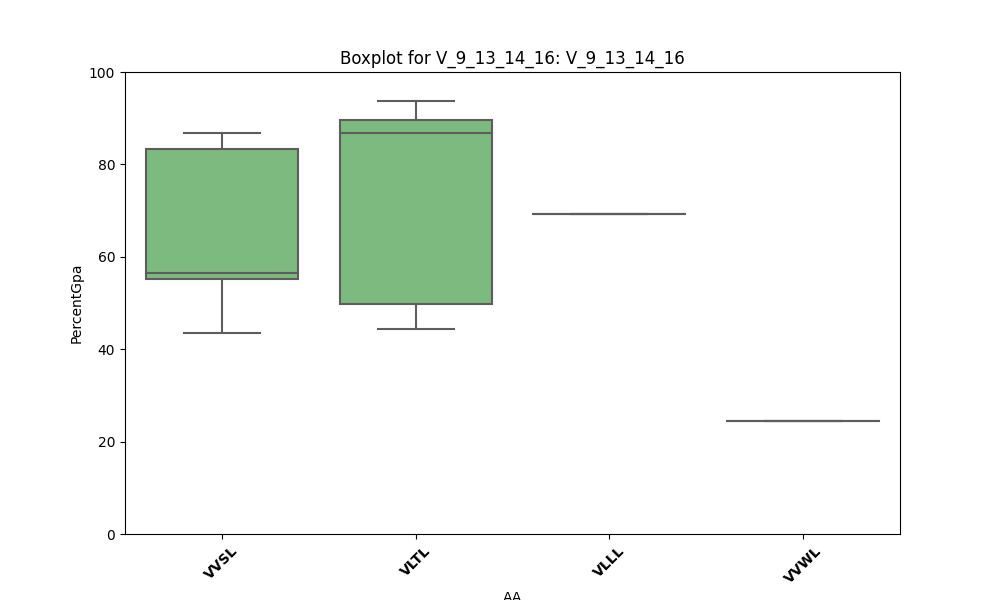 Boxplot for V_9_13_14_16: V_9_13_14_16
100
80
60
40
20
0
PercentGpa
VVSL
VLTL
VLLL
VVWL
AA